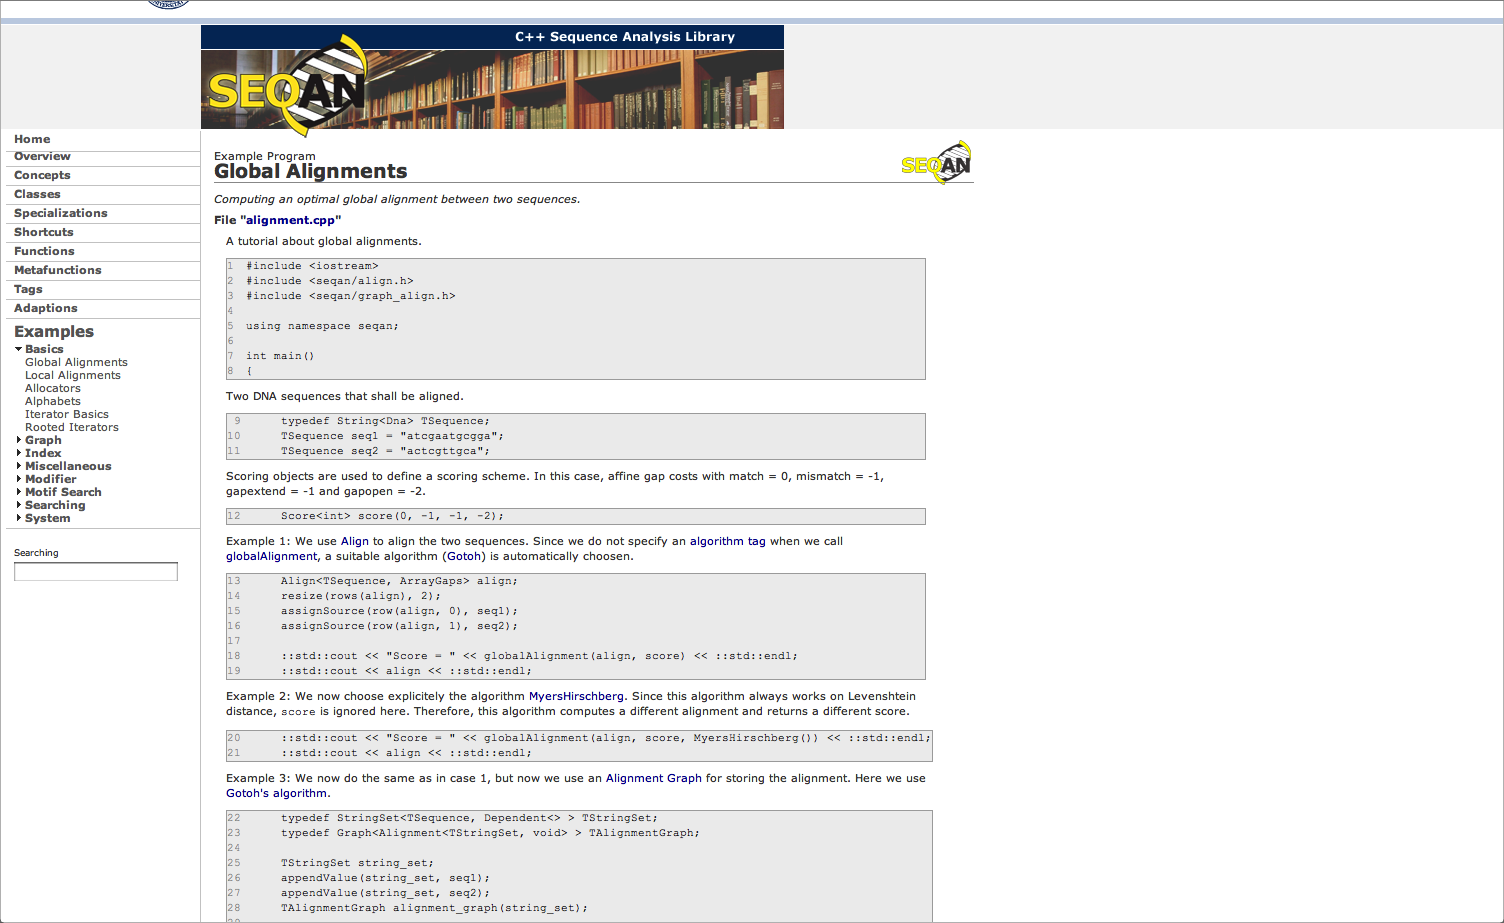 C++ Sequence Analysis Library
SEQAN
Home
Overview
Concepts
Classes
Specializations
Shortcuts
Functions
Metafunctions
Tags
Adaptions
Examples
Basics
Global Alignments
Local Alignments
Allocators
Alphabets
Iterator Basics
Rooted Iterators
Graph
Index
Miscellaneous
Modifier
Motif Search
Searching
System
Searching
Example Program
Global Alignments
SEQAN
Computing an optimal global alignment between two sequences.
File "alignment.cpp"
A tutorial about global alignments.
1 #include <iostream>
2 #include <seqan/align.h>
3 #include <seqan/graph_align.h>
4
5 using namespace seqan;
6
7 int main()
8 {
Two DNA sequences that shall be aligned.
9 typedef String<Dna> TSequence;
10 TSequence seq1 = "atcgaatgcgga";
11 TSequence seq2 = "actcgttgca";
Scoring objects are used to define a scoring scheme. In this case, affine gap costs with match = 0, mismatch = -1,
gapextend = -1 and gapopen = -2.
12 Score<int> score(0, -1, -1, -2);
Example 1: We use Align to align the two sequences. Since we do not specify an algorithm tag when we call
globalAlignment, a suitable algorithm (Gotoh) is automatically choosen.
13 Align<TSequence, ArrayGaps> align;
14 resize(rows(align), 2);
15 assignSource(row(align, 0), seq1);
16 assignSource(row(align, 1), seq2);
17
18 ::std::cout << "Score = " << globalAlignment(align, score) << ::std::endl;
19 ::std::cout << align << ::std::endl;
Example 2: We now choose explicitely the algorithm MyersHirschberg. Since this algorithm always works on Levenshtein
distance, score is ignored here. Therefore, this algorithm computes a different alignment and returns a different score.
20 ::std::cout << "Score = " << globalAlignment(align, score, MyersHirschberg()) << ::std::endl;
21 ::std::cout << align << ::std::endl;
Example 3: We now do the same as in case 1, but now we use an Alignment Graph for storing the alignment. Here we use
Gotoh's algorithm.
22 typedef StringSet<TSequence, Dependent<> > TStringSet;
23 typedef Graph<Alignment<TStringSet, void> > TAlignmentGraph;
24
25 TStringSet string_set;
26 appendValue(string_set, seq1);
27 appendValue(string_set, seq2);
28 TAlignmentGraph alignment_graph(string_set);